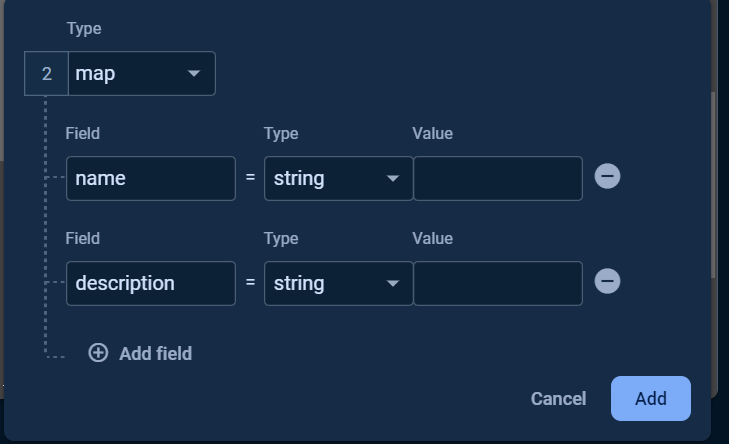 Type
2 map
Field Type Value
name = string
Field Type Value
description = string
Add field
Cancel Add